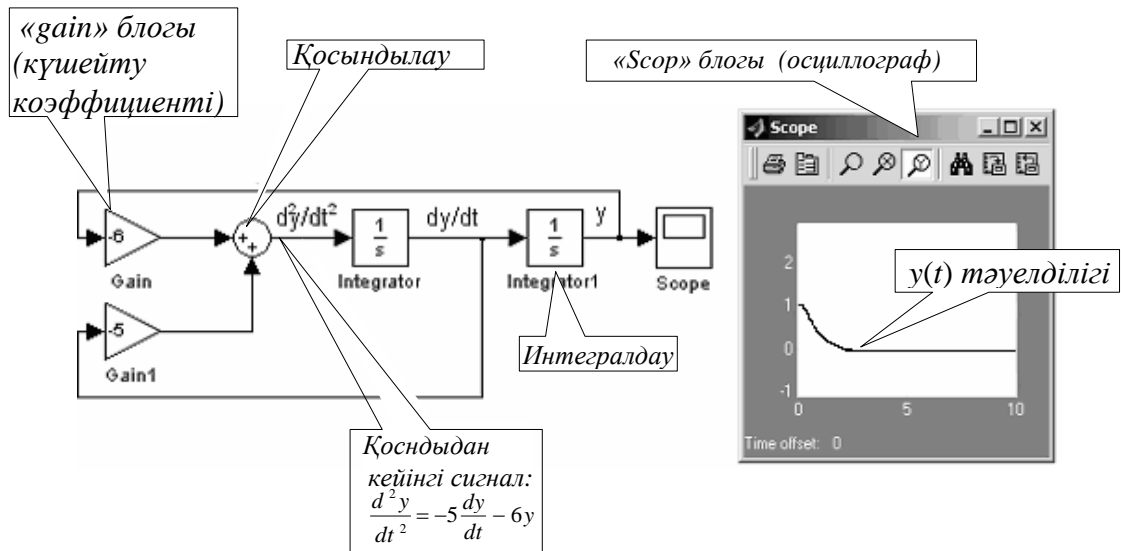 «gain» блогы
(күшейту
коэффициенті)
Қосындылау
«Scop» блогы (осциллограф)
Scope
-6
Gain
+
+
d²y/dt²
1
s
Integrator
dy/dt
1
s
Integrator1
y
Scope
-5
Gain1
Интегралдау
Қосндыдан
кейінгі сигнал:
d²y/dt² = −5 dy/dt − 6y
2
1
0
-1
0
5
10
Time offset: 0
y(t) тәуелділігі